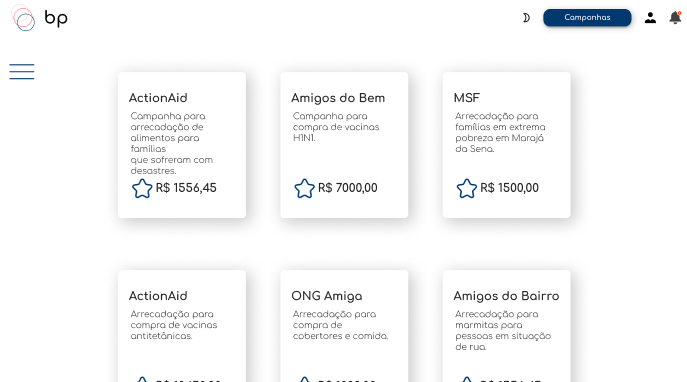 bp
Campanhas
ActionAid
Campanha para
arrecadação de
alimentos para
famílias
que sofreram com
desastres.
R$ 1556,45
Amigos do Bem
Campanha para
compra de vacinas
H1N1.
R$ 7000,00
MSF
Arrecadação para
famílias em extrema
pobreza em Marajá
da Sena.
R$ 1500,00
ActionAid
Arrecadação para
compra de vacinas
antitetânicas.
ONG Amiga
Arrecadação para
compra de
cobertores e comida.
Amigos do Bairro
Arrecadação para
marmitas para
pessoas em situação
de rua.